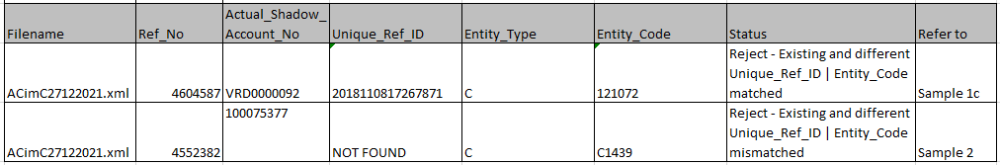 Filename Ref_No Actual_Shadow_ Account_No Unique_Ref_ID Entity_Type Entity_Code Status Refer to
ACimC27122021.xml 4604587 VRD0000092 2018110817267871 C 121072 Reject - Existing and different Unique_Ref_ID | Entity_Code matched Sample 1c
ACimC27122021.xml 4552382 100075377 NOT FOUND C C1439 Reject - Existing and different Unique_Ref_ID | Entity_Code mismatched Sample 2